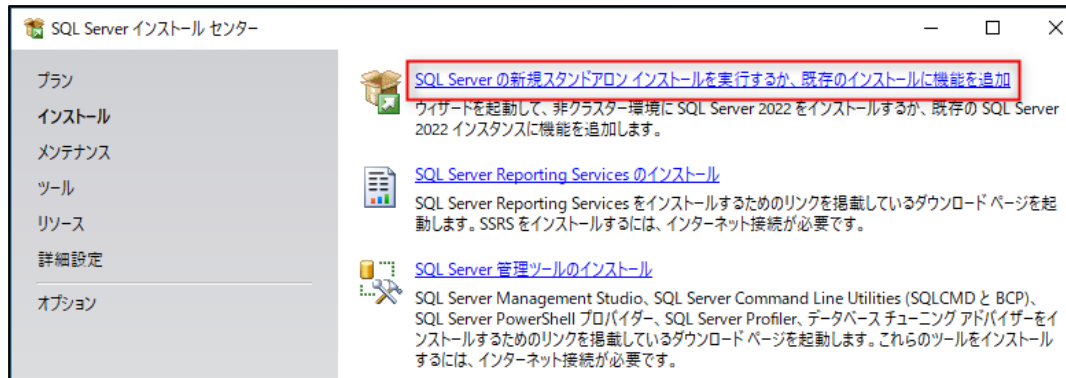 SQL Server インストール センター
プラン
インストール
メンテナンス
ツール
リソース
詳細設定
オプション
SQL Server の新規スタンドアロン インストールを実行するか、既存のインストールに機能を追加
ウィザードを起動して、非クラスター環境に SQL Server 2022 をインストールするか、既存の SQL Server
2022 インスタンスに機能を追加します。
SQL Server Reporting Services のインストール
SQL Server Reporting Services をインストールするためのリンクを掲載しているダウンロード ページを起
動します。SSRS をインストールするには、インターネット接続が必要です。
SQL Server 管理ツールのインストール
SQL Server Management Studio、SQL Server Command Line Utilities (SQLCMD と BCP)、
SQL Server PowerShell プロバイダー、SQL Server Profiler、データベース チューニング アドバイザーをイ
ンストールするためのリンクを掲載しているダウンロード ページを起動します。これらのツールをインストール
するには、インターネット接続が必要です。